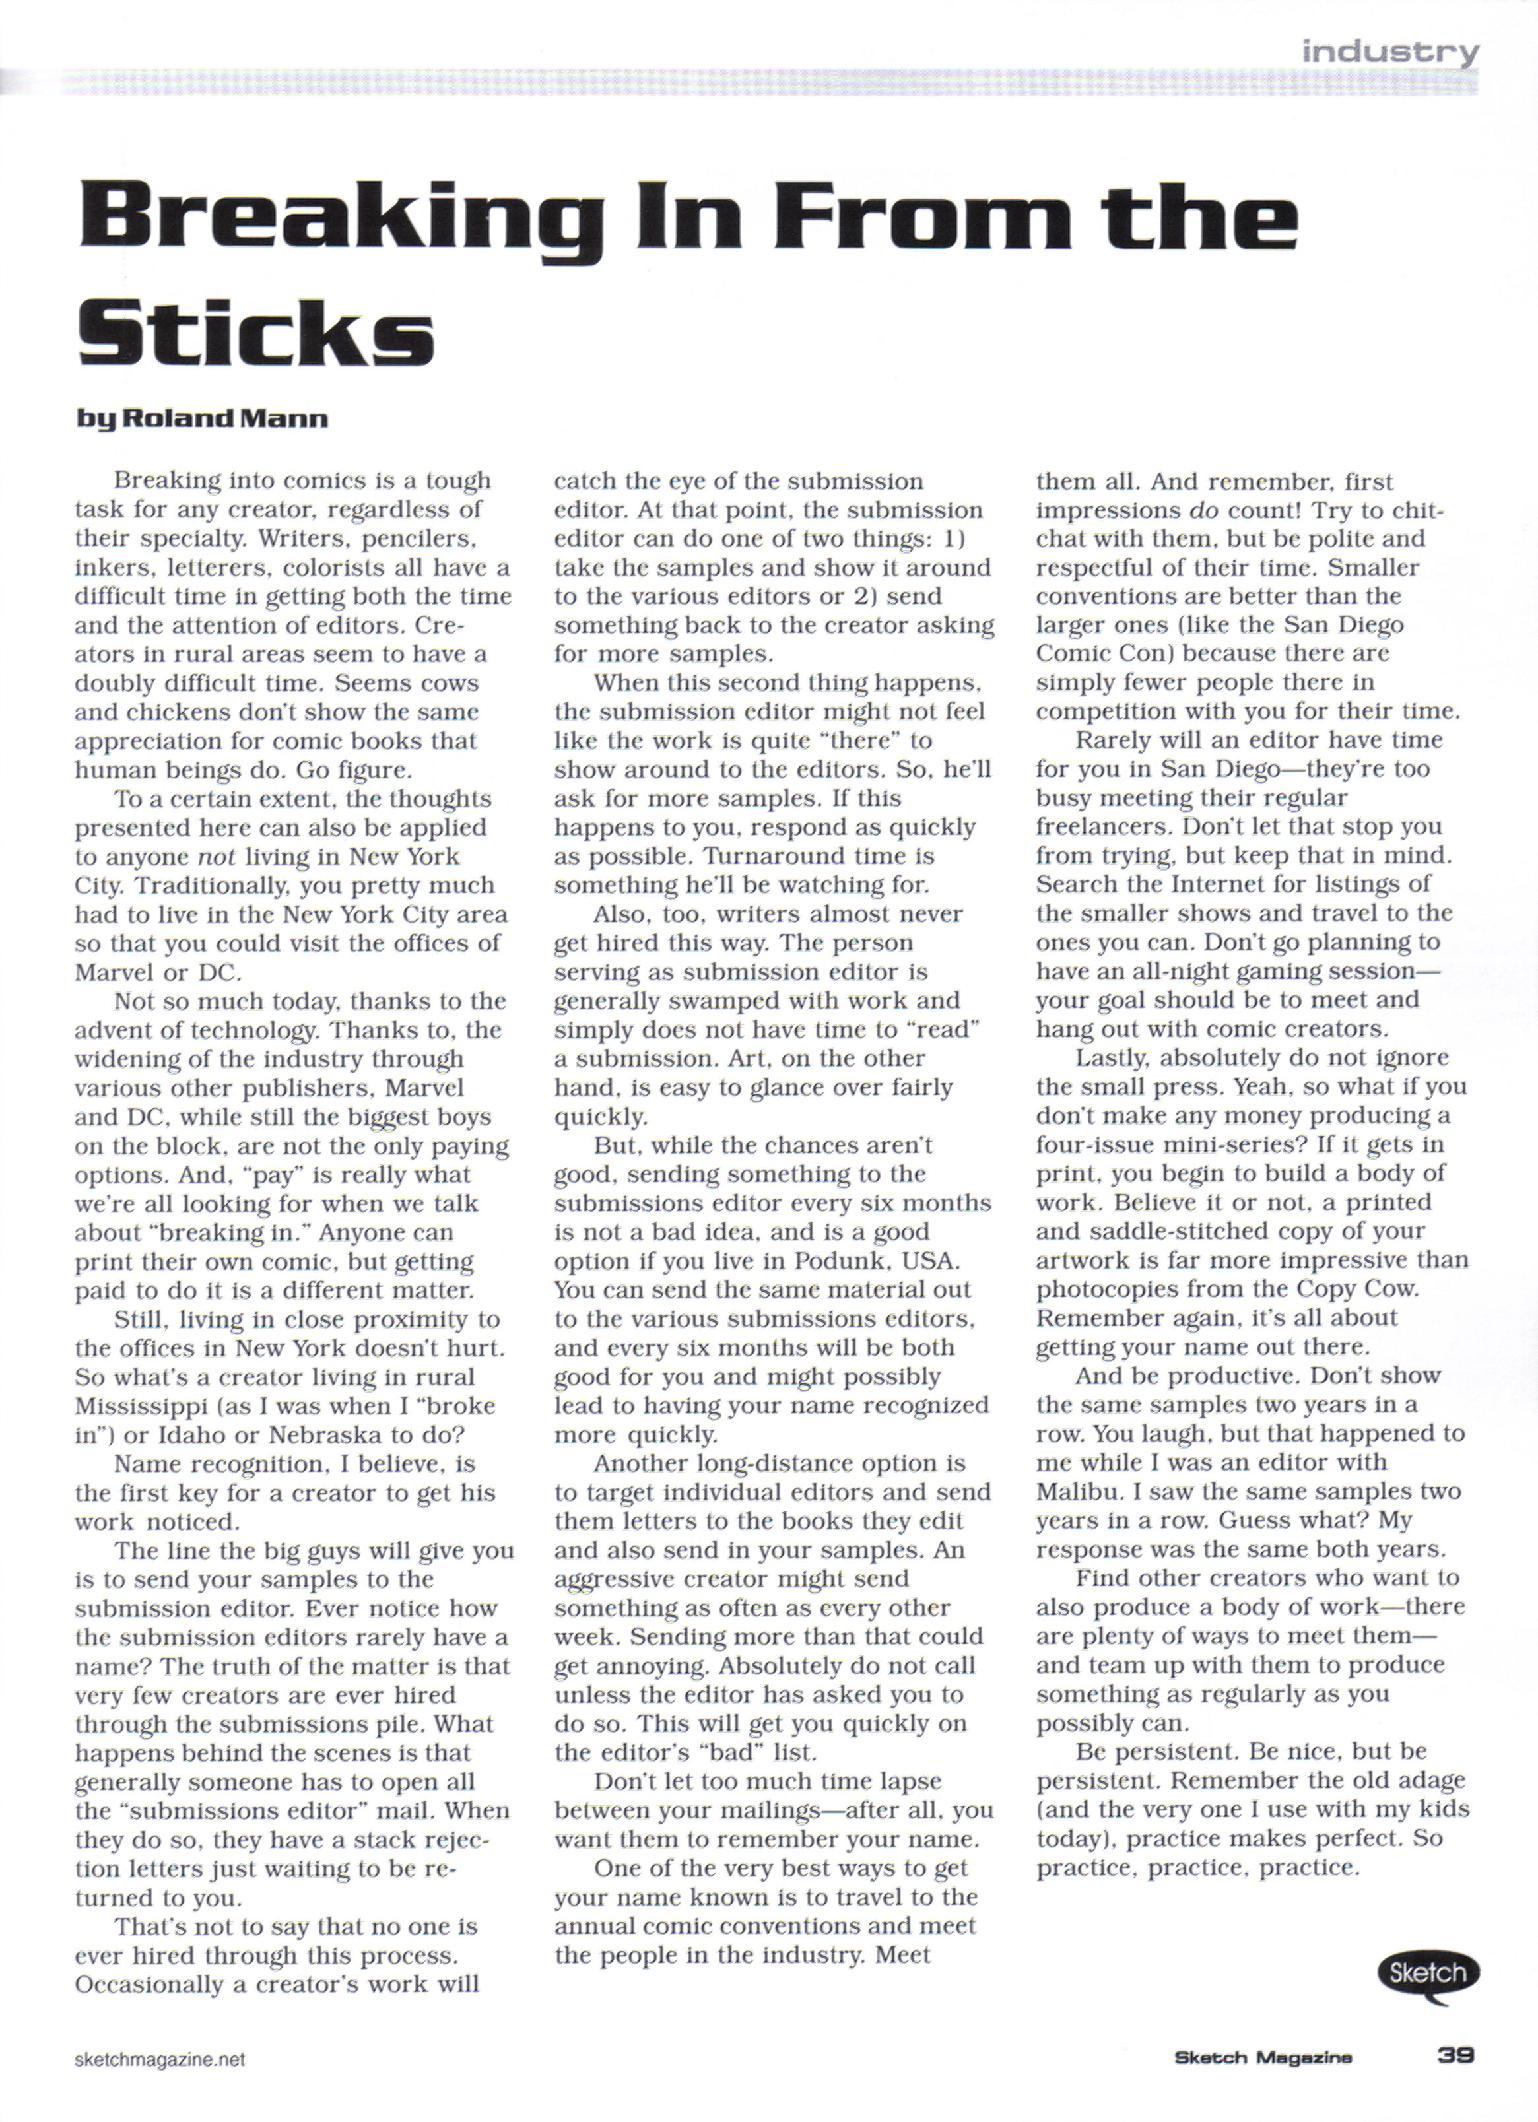 industry
Breaking In From the
Sticks
by Roland Mann
Breaking into comics is a tough
task for any creator, regardless of
their specialty. Writers, pencilers,
inkers, letterers, colorists all have a
difficult time in getting both the time
and the attention of editors. Cre-
ators in rural areas seem to have a
doubly difficult time. Seems cows
and chickens don't show the same
appreciation for comic books that
human beings do. Go figure.
To a certain extent, the thoughts
presented here can also be applied
to anyone not living in New York
City. Traditionally, you pretty much
had to live in the New York City area
so that you could visit the offices of
Marvel or DC.
Not so much today, thanks to the
advent of technology. Thanks to, the
widening of the industry through
various other publishers, Marvel
and DC, while still the biggest boys
on the block, are not the only paying
options. And, "pay" is really what
we're all looking for when we talk
about "breaking in." Anyone can
print their own comic, but getting
paid to do it is a different matter.
Still, living in close proximity to
the offices in New York doesn't hurt.
So what's a creator living in rural
Mississippi (as I was when I "broke
in") or Idaho or Nebraska to do?
Name recognition, I believe, is
the first key for a creator to get his
work noticed.
The line the big guys will give you
is to send your samples to the
submission editor. Ever notice how
the submission editors rarely have a
name? The truth of the matter is that
very few creators are ever hired
through the submissions pile. What
happens behind the scenes is that
generally someone has to open all
the "submissions editor" mail. When
they do so, they have a stack rejec-
tion letters just waiting to be re-
turned to you.
That's not to say that no one is
ever hired through this process.
Occasionally a creator's work will
catch the eye of the submission
editor. At that point, the submission
editor can do one of two things: 1)
take the samples and show it around
to the various editors or 2) send
something back to the creator asking
for more samples.
When this second thing happens,
the submission editor might not feel
like the work is quite "there" to
show around to the editors. So, he'll
ask for more samples. If this
happens to you, respond as quickly
as possible. Turnaround time is
something he'll be watching for.
Also, too, writers almost never
get hired this way. The person
serving as submission editor is
generally swamped with work and
simply does not have time to "read"
a submission. Art, on the other
hand, is easy to glance over fairly
quickly.
But, while the chances aren't
good, sending something to the
submissions editor every six months
is not a bad idea, and is a good
option if you live in Podunk, USA.
You can send the same material out
to the various submissions editors,
and every six months will be both
good for you and might possibly
lead to having your name recognized
more quickly.
Another long-distance option is
to target individual editors and send
them letters to the books they edit
and also send in your samples. An
aggressive creator might send
something as often as every other
week. Sending more than that could
get annoying. Absolutely do not call
unless the editor has asked you to
do so. This will get you quickly on
the editor's "bad" list.
Don't let too much time lapse
between your mailings—after all, you
want them to remember your name.
One of the very best ways to get
your name known is to travel to the
annual comic conventions and meet
the people in the industry. Meet
them all. And remember, first
impressions do count! Try to chit-
chat with them, but be polite and
respectful of their time. Smaller
conventions are better than the
larger ones (like the San Diego
Comic Con) because there are
simply fewer people there in
competition with you for their time.
Rarely will an editor have time
for you in San Diego—they're too
busy meeting their regular
freelancers. Don't let that stop you
from trying, but keep that in mind.
Search the Internet for listings of
the smaller shows and travel to the
ones you can. Don't go planning to
have an all-night gaming session—
your goal should be to meet and
hang out with comic creators.
Lastly, absolutely do not ignore
the small press. Yeah, so what if you
don't make any money producing a
four-issue mini-series? If it gets in
print, you begin to build a body of
work. Believe it or not, a printed
and saddle-stitched copy of your
artwork is far more impressive than
photocopies from the Copy Cow.
Remember again, it's all about
getting your name out there.
And be productive. Don't show
the same samples two years in a
row. You laugh, but that happened to
me while I was an editor with
Malibu. I saw the same samples two
years in a row. Guess what? My
response was the same both years.
Find other creators who want to
also produce a body of work—there
are plenty of ways to meet them—
and team up with them to produce
something as regularly as you
possibly can.
Be persistent. Be nice, but be
persistent. Remember the old adage
(and the very one I use with my kids
today), practice makes perfect. So
practice, practice, practice.
Sketch
sketchmagazine.net
Sketch Magazine 39